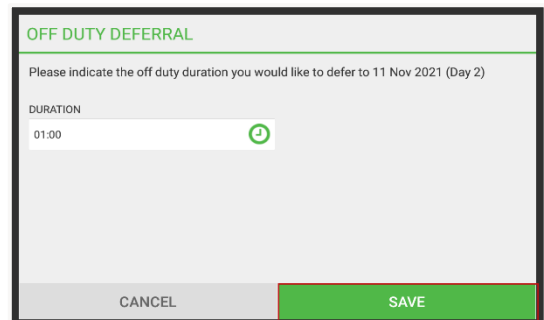 OFF DUTY DEFERRAL
Please indicate the off duty duration you would like to defer to 11 Nov 2021 (Day 2)
DURATION
01:00
CANCEL
SAVE